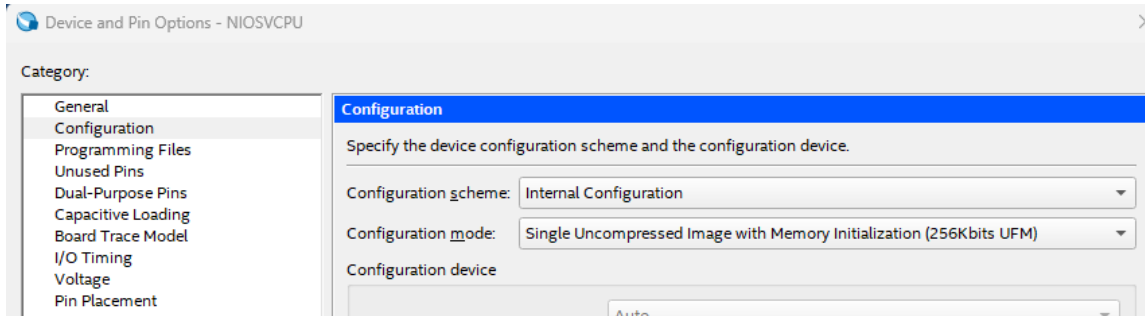 Device and Pin Options - NIOSVCPU
Category:
General
Configuration
Programming Files
Unused Pins
Dual-Purpose Pins
Capacitive Loading
Board Trace Model
I/O Timing
Voltage
Pin Placement
Configuration
Specify the device configuration scheme and the configuration device.
Configuration scheme: Internal Configuration
Configuration mode: Single Uncompressed Image with Memory Initialization (256Kbits UFM)
Configuration device
Auto